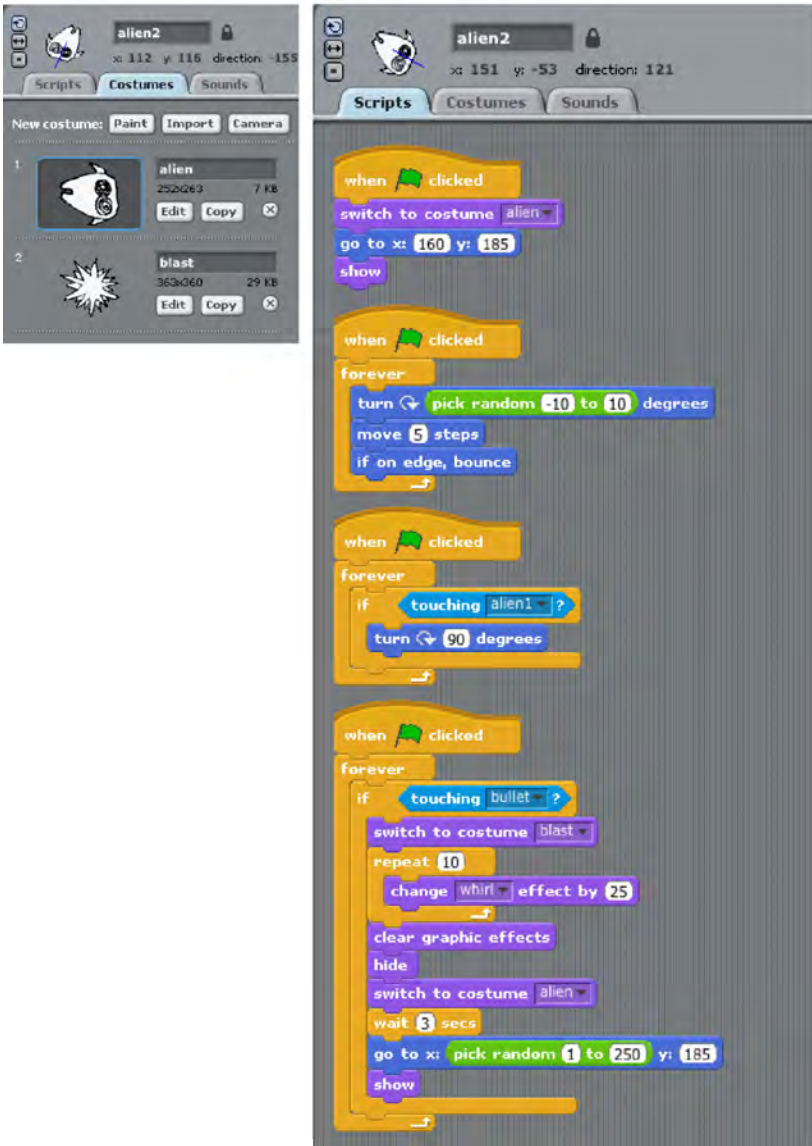 alien2
x: 112 y: 116 direction: -155
Scripts Costumes Sounds
New costume: Paint Import Camera
1
alien
252x263 7 KB
Edit Copy
2
blast
363x360 29 KB
Edit Copy
alien2
x: 151 y: -53 direction: 121
Scripts Costumes Sounds
when clicked
switch to costume alien
go to x: 160 y: 185
show
when clicked
forever
turn pick random -10 to 10 degrees
move 5 steps
if on edge, bounce
when clicked
forever
if touching alien1 ?
turn 90 degrees
when clicked
forever
if touching bullet ?
switch to costume blast
repeat 10
change whirl effect by 25
clear graphic effects
hide
switch to costume alien
wait 3 secs
go to x: pick random 1 to 250 y: 185
show